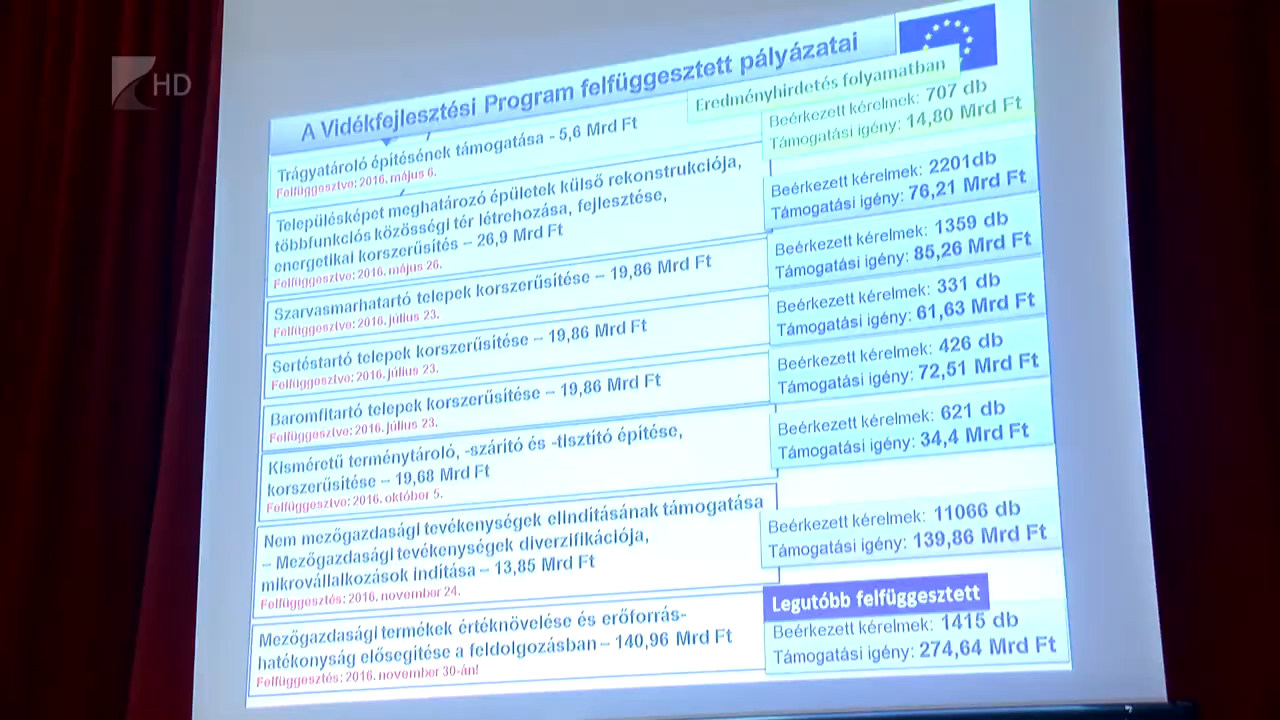 HD
A Vidékfejlesztési Program felfüggesztett pályázatai
Eredményhirdetés folyamatban
Trágyatároló építésének támogatása - 5,6 Mrd Ft
Felfüggesztve: 2016. május 6.
Beérkezett kérelmek: 707 db
Támogatási igény: 14,80 Mrd Ft
Településképet meghatározó épületek külső rekonstrukciója,
többfunkciós közösségi tér létrehozása, fejlesztése,
energetikai korszerűsítés – 26,9 Mrd Ft
Felfüggesztve: 2016. május 26.
Beérkezett kérelmek: 2201db
Támogatási igény: 76,21 Mrd Ft
Szarvasmarhatartó telepek korszerűsítése – 19,86 Mrd Ft
Felfüggesztve: 2016. július 23.
Beérkezett kérelmek: 1359 db
Támogatási igény: 85,26 Mrd Ft
Sertéstartó telepek korszerűsítése – 19,86 Mrd Ft
Felfüggesztve: 2016. július 23.
Beérkezett kérelmek: 331 db
Támogatási igény: 61,63 Mrd Ft
Baromfitartó telepek korszerűsítése – 19,86 Mrd Ft
Felfüggesztve: 2016. július 23.
Beérkezett kérelmek: 426 db
Támogatási igény: 72,51 Mrd Ft
Kisméretű terménytároló, -szárító és -tisztító építése,
korszerűsítése – 19,68 Mrd Ft
Felfüggesztve: 2016. október 5.
Beérkezett kérelmek: 621 db
Támogatási igény: 34,4 Mrd Ft
Nem mezőgazdasági tevékenységek elindításának támogatása
– Mezőgazdasági tevékenységek diverzifikációja,
mikrovállalkozások indítása – 13,85 Mrd Ft
Felfüggesztés: 2016. november 24.
Beérkezett kérelmek: 11066 db
Támogatási igény: 139,86 Mrd Ft
Mezőgazdasági termékek értéknövelése és erőforrás-
hatékonyság elősegítése a feldolgozásban – 140,96 Mrd Ft
Felfüggesztés: 2016. november 30-án!
Legutóbb felfüggesztett
Beérkezett kérelmek: 1415 db
Támogatási igény: 274,64 Mrd Ft